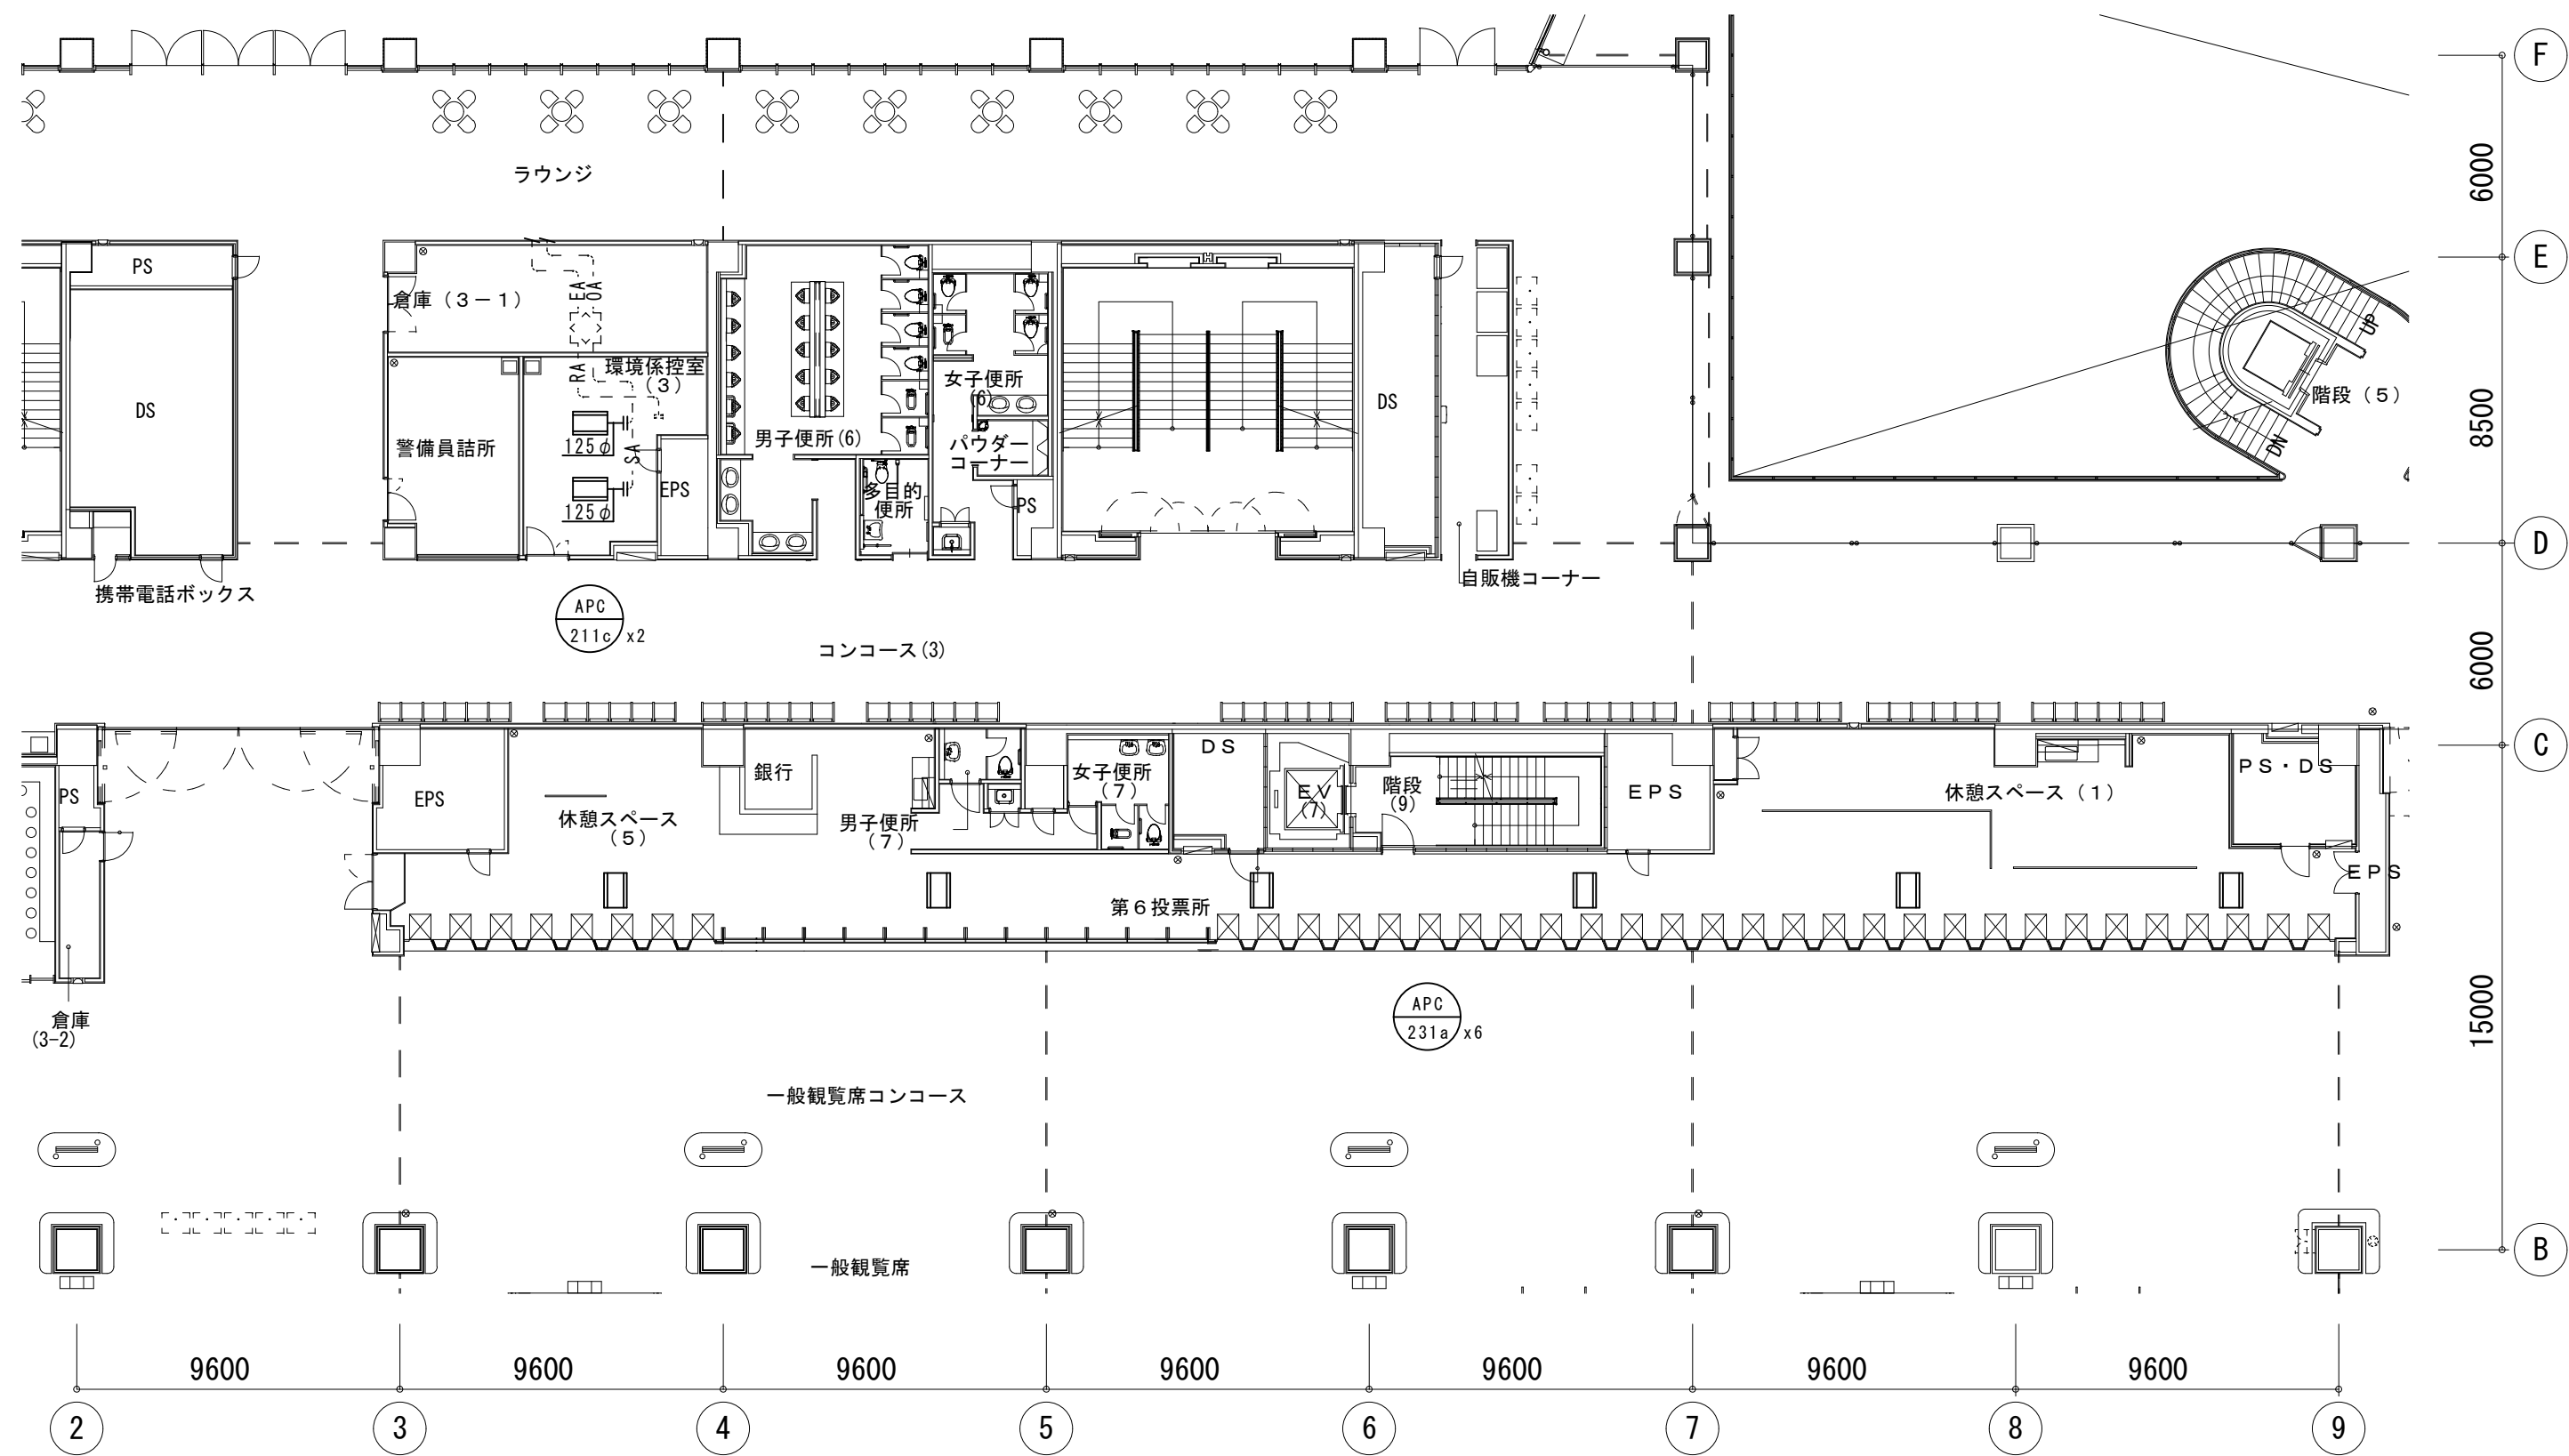 F
6000
ラウンジ
E
PS
倉庫（３－１）
EA
OA
UP
RA
環境係控室
（３）
女子便所
(6)
DS
DS
階段（５）
8500
125φ
SA
男子便所(6)
パウダー
コーナー
警備員詰所
DN
125φ
EPS
多目的
便所
PS
D
携帯電話ボックス
自販機コーナー
APC
211c
x2
コンコース(3)
6000
C
銀行
女子便所
（７）
ＤＳ
ＥＶ
(7)
階段
(9)
ＥＰＳ
ＰＳ・ＤＳ
PS
EPS
休憩スペース
（５）
男子便所
（７）
休憩スペース（１）
ＥＰＳ
第６投票所
倉庫
(3-2)
APC
231a
x6
15000
一般観覧席コンコース
B
一般観覧席
9600
9600
9600
9600
9600
9600
9600
2
3
4
5
6
7
8
9